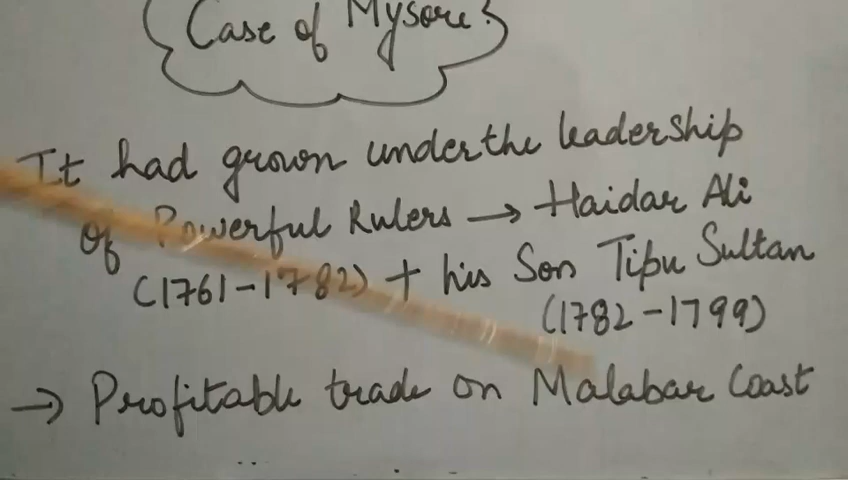 Case of Mysore:
It had grown under the leadership
of Powerful Rulers → Haidar Ali
(1761-1782) + his Son Tipu Sultan
(1782-1799)
→ Profitable trade on Malabar Coast